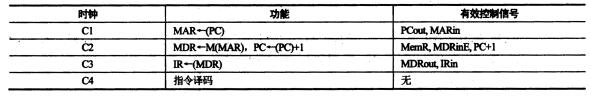 时钟 功能 有效控制信号
C1 MAR←(PC) PCout, MARin
C2 MDR←M(MAR)，PC←(PC)+1 MemR, MDRinE, PC+1
C3 IR←(MDR) MDRout, IRin
C4 指令译码 无